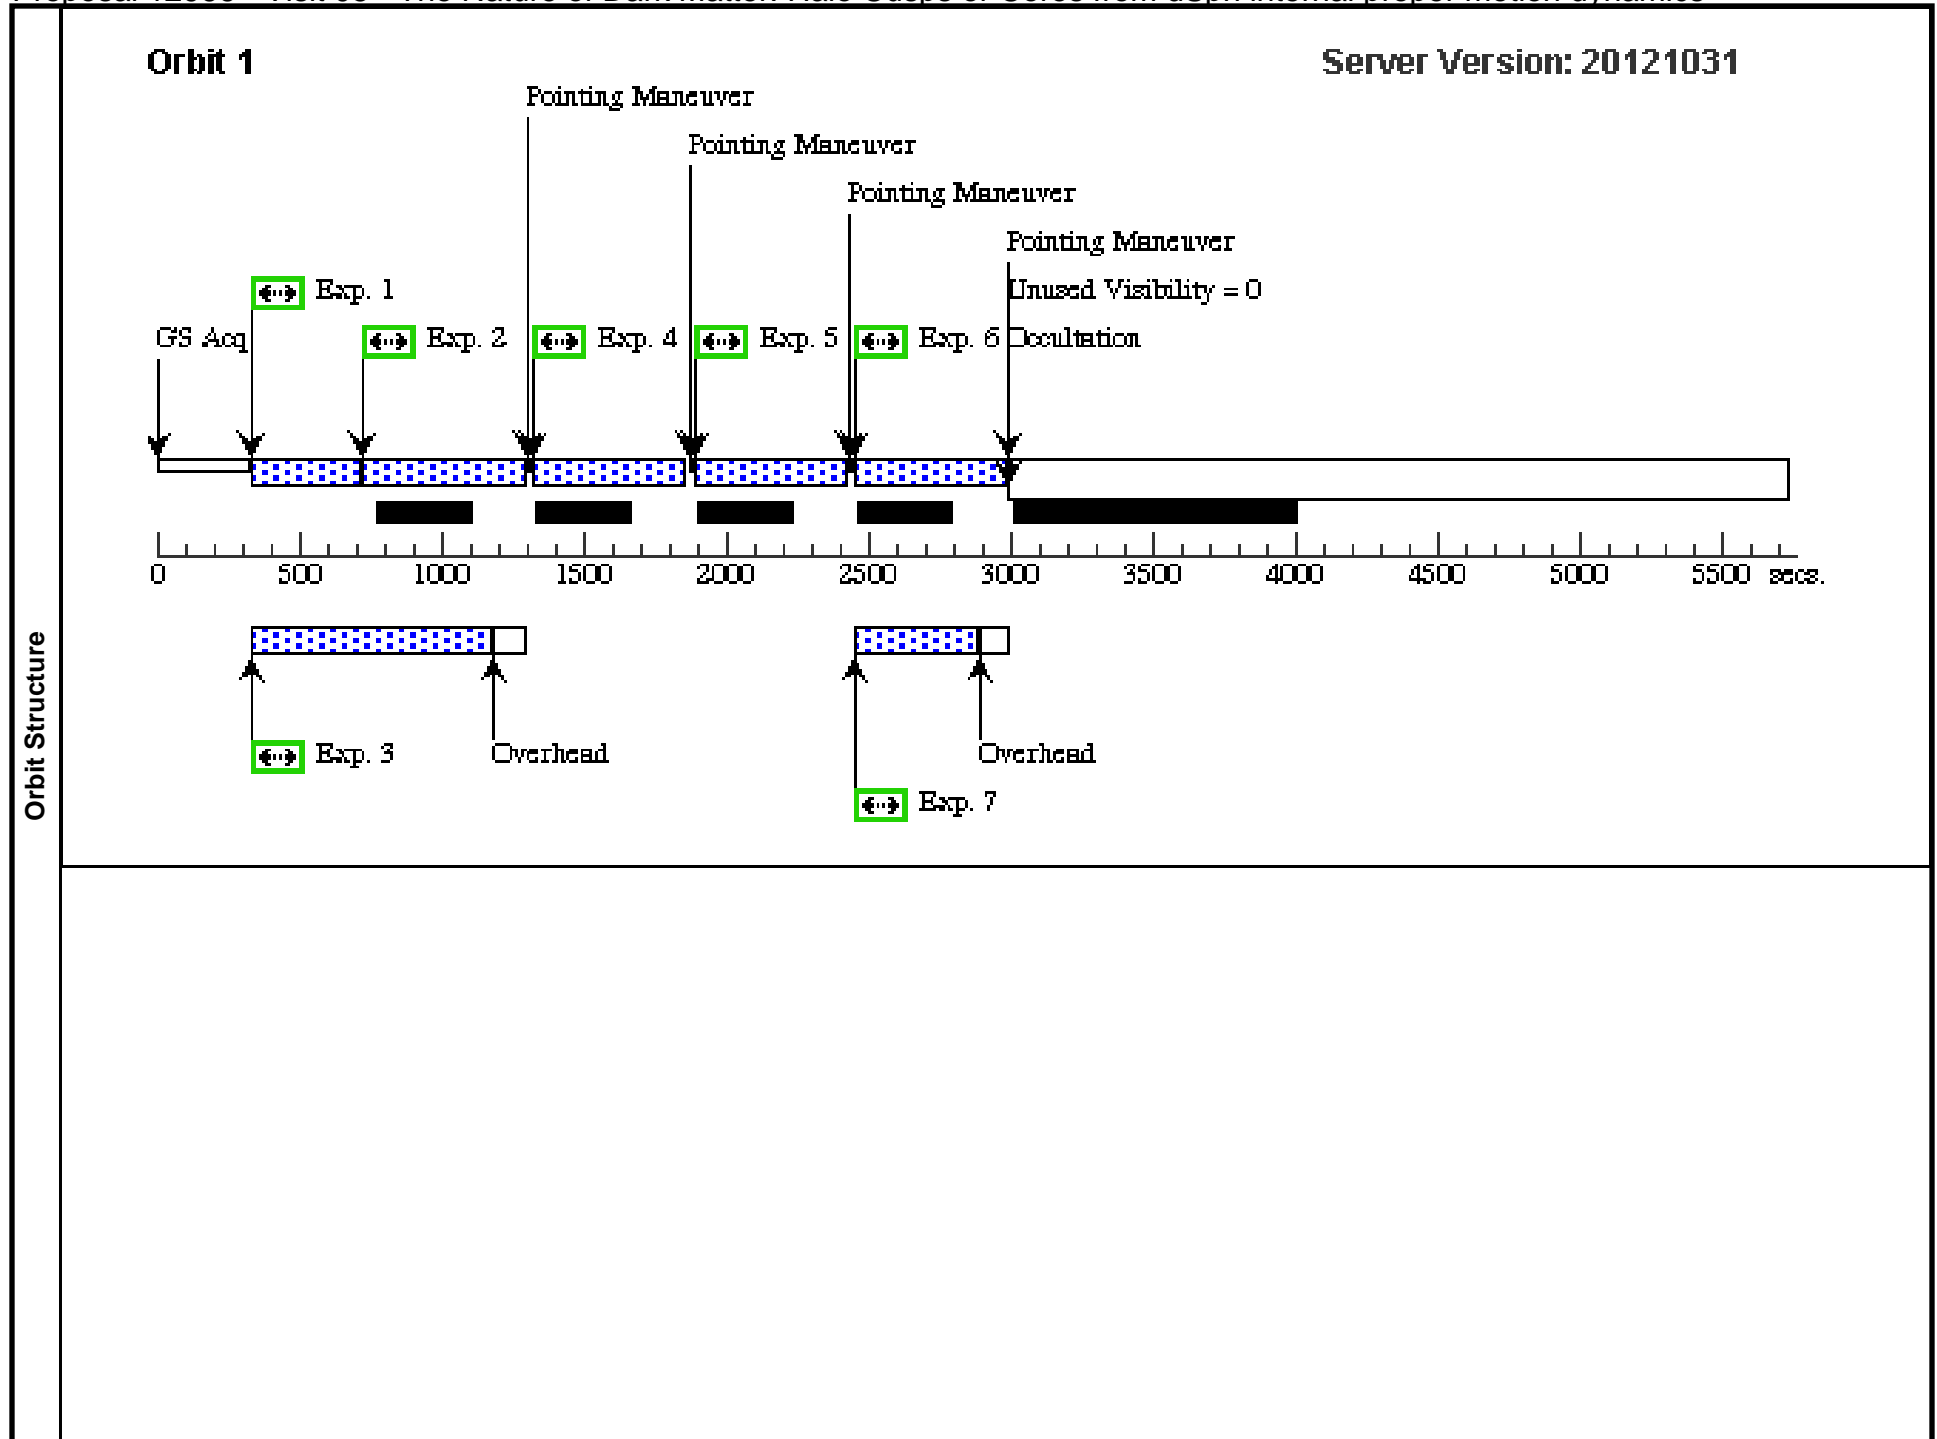 Orbit 1 Server Version: 20121031
Pointing Maneuver
Pointing Maneuver
Pointing Maneuver
Pointing Maneuver
Exp. 1 Unused Visibility = 0
GS Acq Exp. 2 Exp. 4 Exp. 5 Exp. 6 Occultation
0 500 1000 1500 2000 2500 3000 3500 4000 4500 5000 5500 secs.
Exp. 3 Overhead Overhead
Exp. 7
Orbit Structure